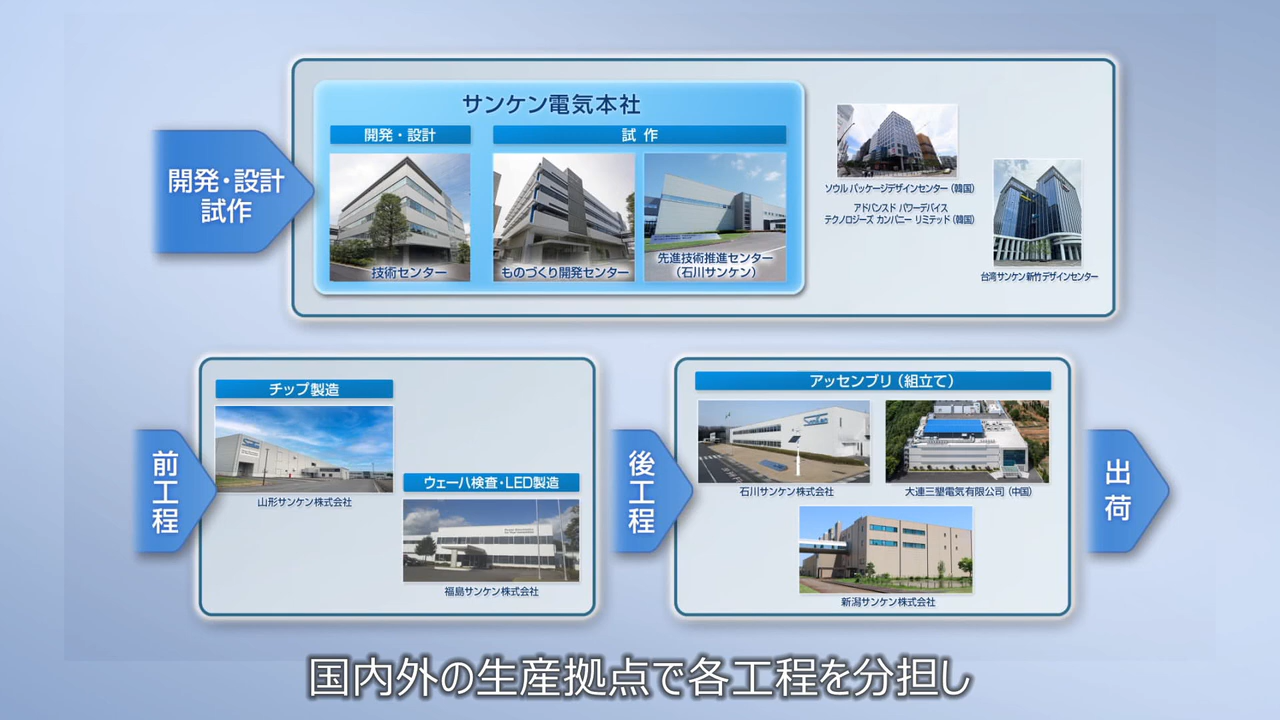 サンケン電気本社
開発・設計
試作
開発・設計
試 作
技術センター
ものづくり開発センター
先進技術推進センター
（石川サンケン）
ソウル パッケージデザインセンター（韓国）
アドバンスド パワーデバイス
テクノロジーズ カンパニー リミテッド（韓国）
台湾サンケン 新竹デザインセンター
前工程
チップ製造
SanKen
山形サンケン株式会社
ウェーハ検査・LED製造
福島サンケン株式会社
後工程
アッセンブリ（組立て）
SanKen
石川サンケン株式会社
大連三墾電気有限公司（中国）
新潟サンケン株式会社
出荷
国内外の生産拠点で各工程を分担し